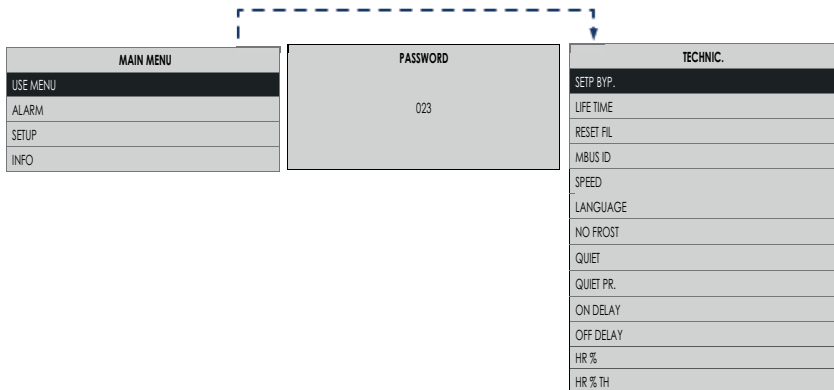 MAIN MENU
USE MENU
ALARM
SETUP
INFO
PASSWORD
023
TECHNIC.
SETP BYP.
LIFE TIME
RESET FIL
MBUS ID
SPEED
LANGUAGE
NO FROST
QUIET
QUIET PR.
ON DELAY
OFF DELAY
HR %
HR % TH